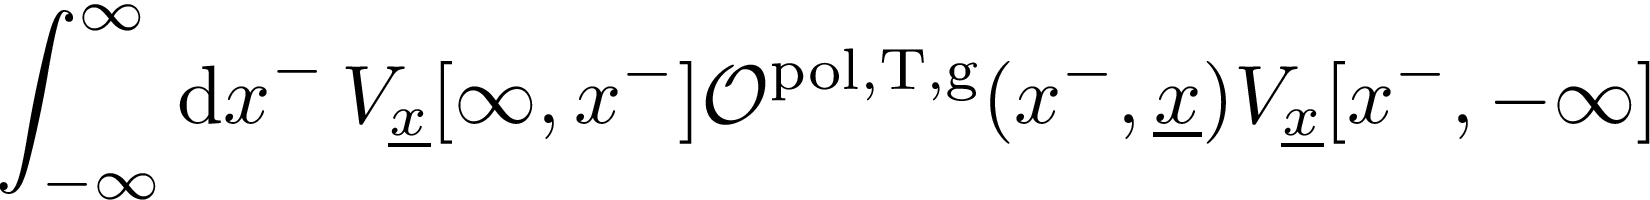 \int_{-\infty}^{\infty} \mathrm{d}x^- \, V_{\underline{x}}[\infty, x^-] \mathcal{O}^{\mathrm{pol,T,g}}(x^-, \underline{x}) V_{\underline{x}}[x^-, -\infty]